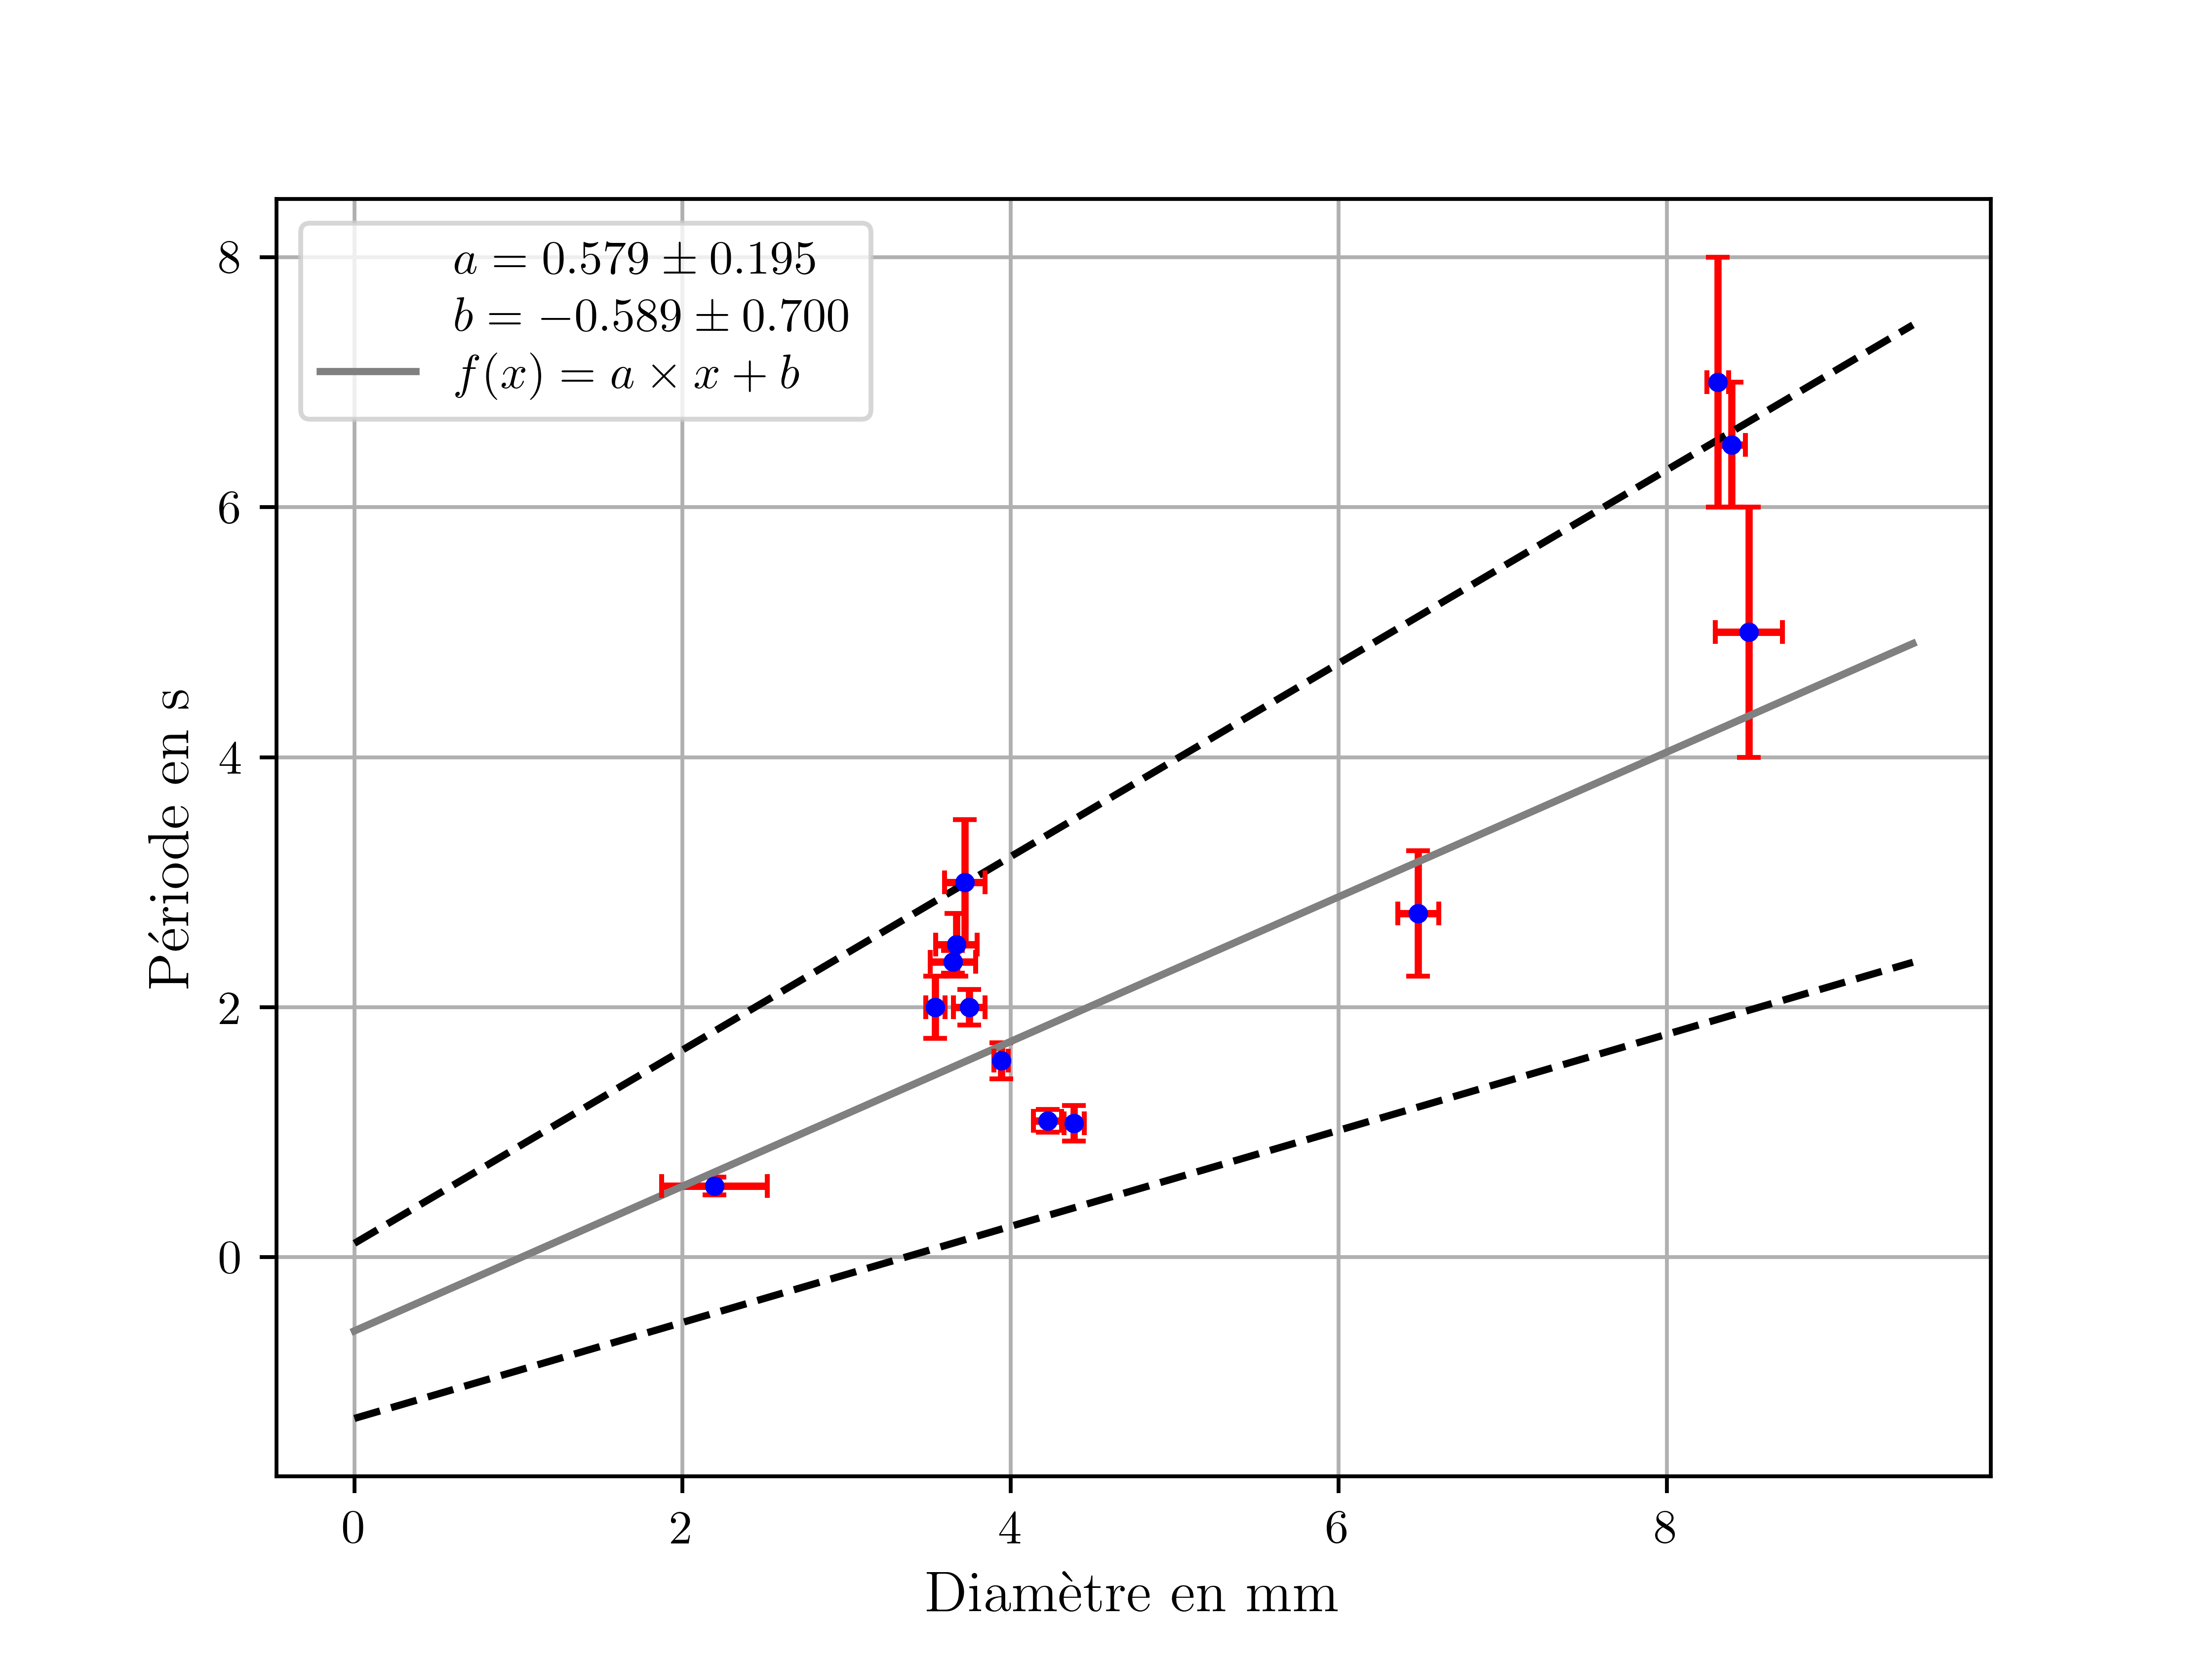 a = 0.579 ± 0.195
b = −0.589 ± 0.700
f(x) = a × x + b
8
6
4
2
0
Période en s
0 2 4 6 8
Diamètre en mm